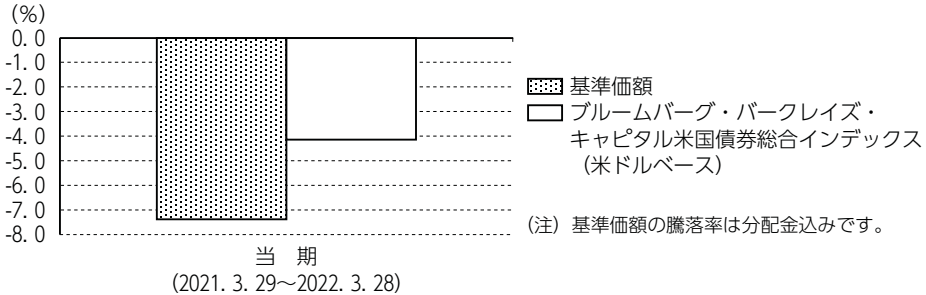 (%)
0. 0
-1. 0
-2. 0
-3. 0
-4. 0
-5. 0
-6. 0
-7. 0
-8. 0
当 期
(2021. 3. 29～2022. 3. 28)
基準価額
ブルームバーグ・バークレイズ・
キャピタル米国債券総合インデックス
（米ドルベース）
(注) 基準価額の騰落率は分配金込みです。